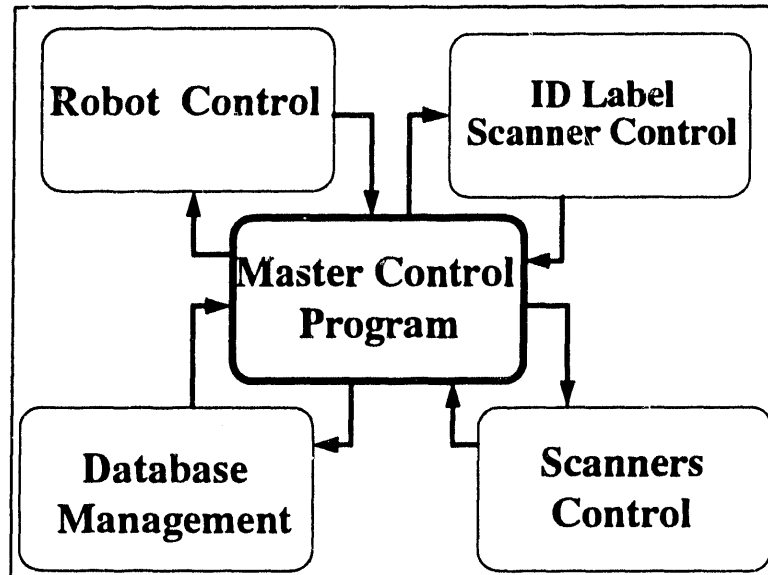 Robot Control
ID Label
Scanner Control
Master Control
Program
Database
Management
Scanners
Control